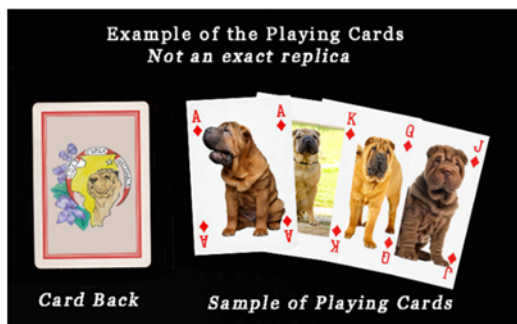 Example of the Playing Cards
Not an exact replica
A
A
K
Q
J
A
A
K
Q
J
Card Back
Sample of Playing Cards